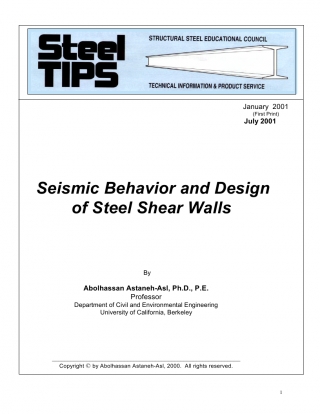 Steel
TIPS
STRUCTURAL STEEL EDUCATIONAL COUNCIL
TECHNICAL INFORMATION & PRODUCT SERVICE
January 2001
(First Print)
July 2001
Seismic Behavior and Design
of Steel Shear Walls
By
Abolhassan Astaneh-Asl, Ph.D., P.E.
Professor
Department of Civil and Environmental Engineering
University of California, Berkeley
Copyright © by Abolhassan Astaneh-Asl, 2000. All rights reserved.
1